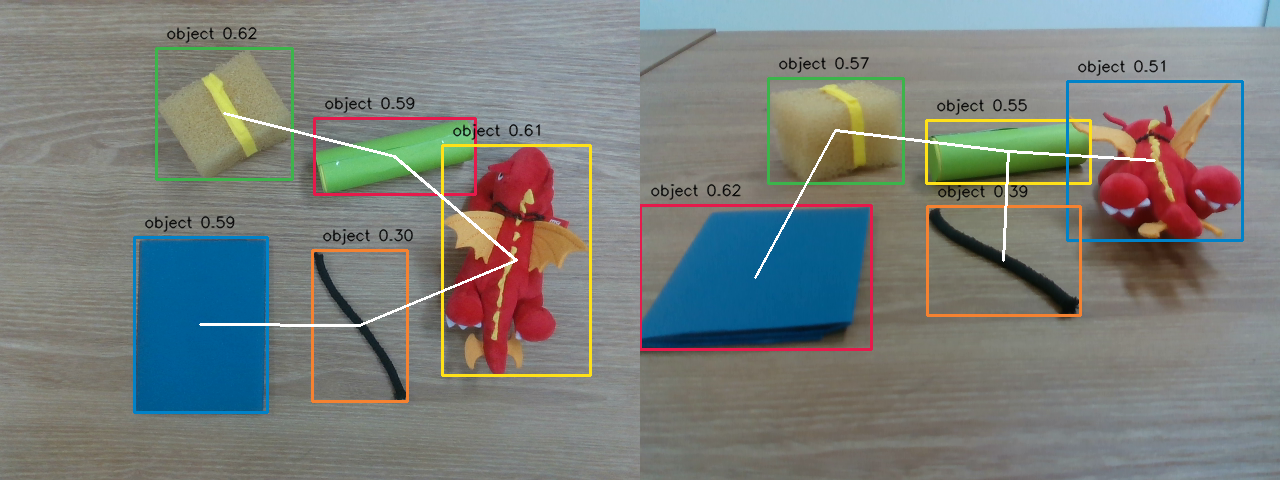 object 0.62
object 0.59
object 0.61
object 0.59
object 0.30
object 0.57
object 0.51
object 0.55
object 0.62
object 0.39